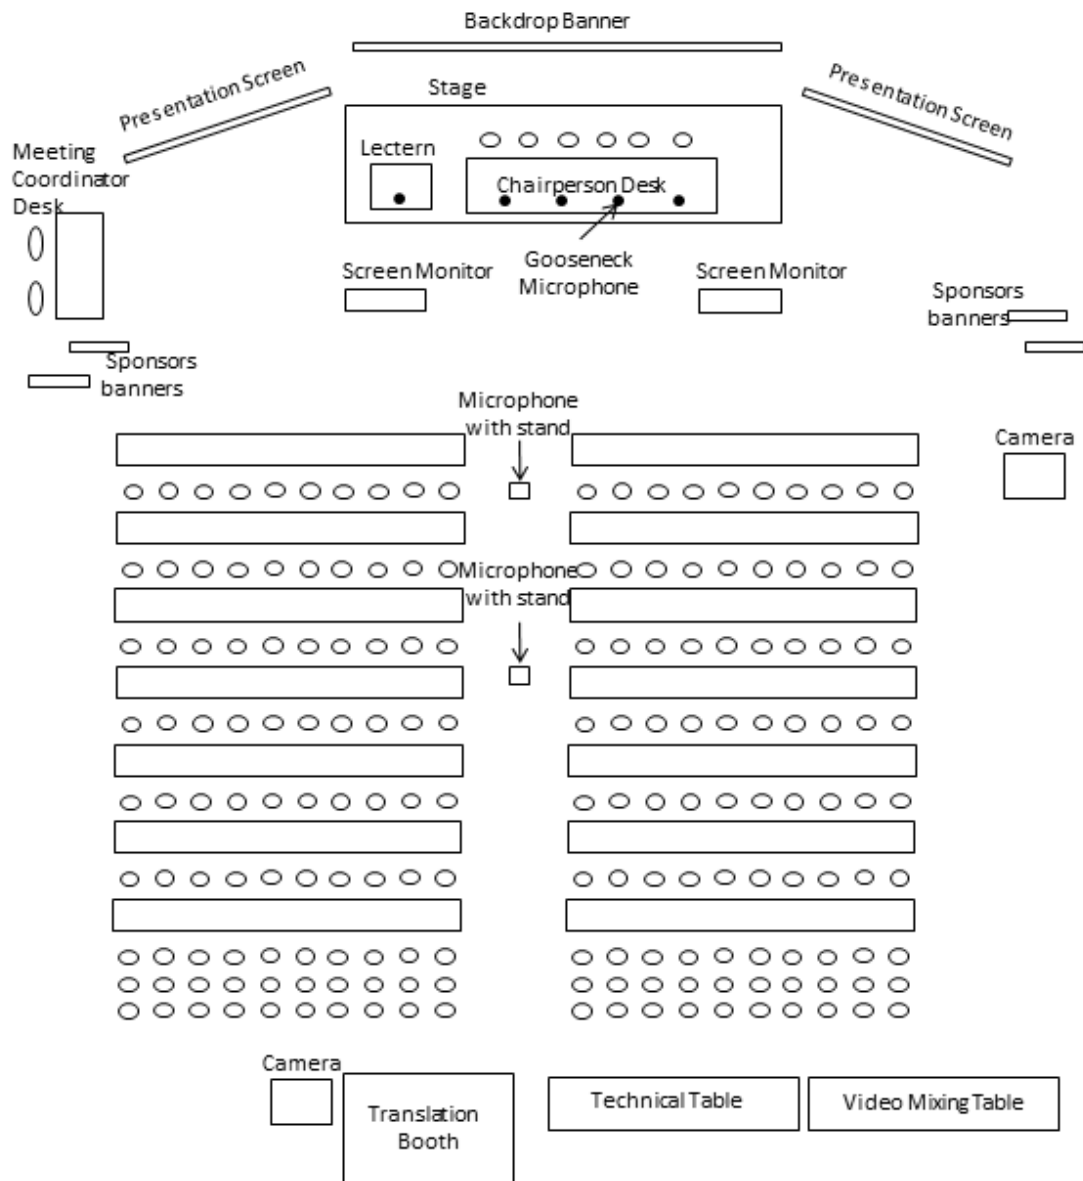 Backdrop Banner
Presentation Screen
Presentation Screen
Stage
Meeting
Coordinator
Desk
Lectern
Chairperson Desk
Gooseneck
Microphone
Screen Monitor
Screen Monitor
Sponsors
banners
Sponsors
banners
Microphone
with stand
Camera
Microphone
with stand
Camera
Translation
Booth
Technical Table
Video Mixing Table